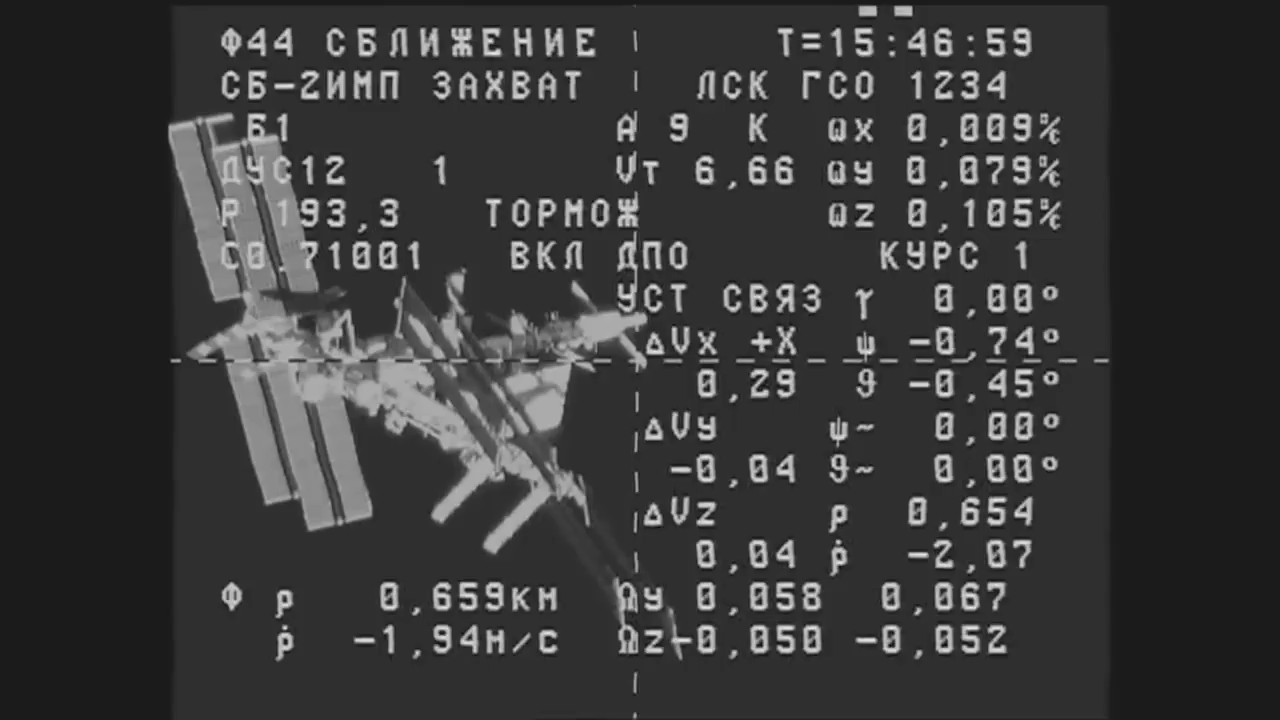 Ф44 СБЛИЖЕНИЕ T=15:46:59
СБ-2ИМП ЗАХВАТ ЛСК ГСО 1234
Б1 А 9 К ωx 0,009%
ДУС12 1 Vт 6,66 ωy 0,079%
Р 193,3 ТОРМОЖ ωz 0,105%
С0.71001 ВКЛ ДПО КУРС 1
УСТ СВЯЗ γ 0,00°
ΔVx +X ψ -0,74°
0,29 ϑ -0,45°
ΔVy ψ~ 0,00°
-0,04 ϑ~ 0,00°
ΔVz ρ 0,654
0,04 ρ̇ -2,07
Ф ρ 0,659км Ωy 0,058 0,067
ρ̇ -1,94м/с Ωz-0,050 -0,052